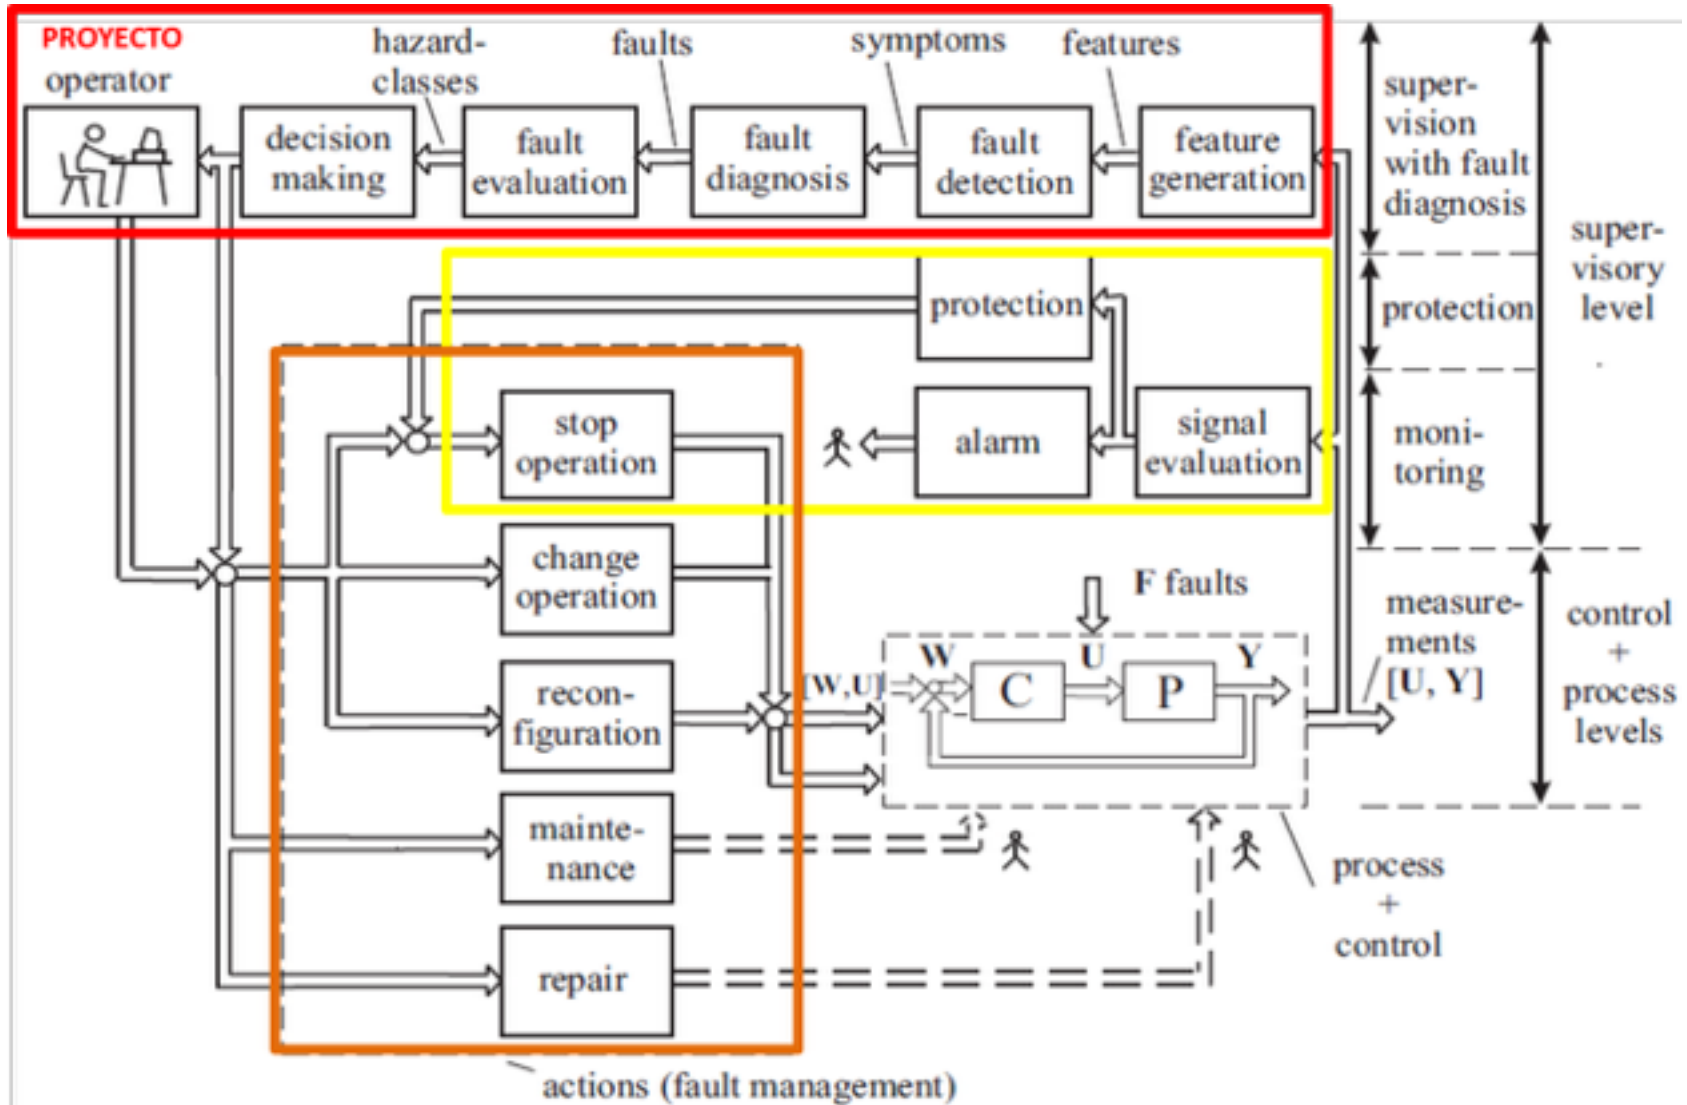 PROYECTO
operator
hazard-
classes
faults
symptoms
features
decision
making
fault
evaluation
fault
diagnosis
fault
detection
feature
generation
super-
vision
with fault
diagnosis
super-
visory
level
protection
protection
stop
operation
alarm
signal
evaluation
moni-
toring
change
operation
F faults
measure-
ments
[U, Y]
control
+
process
levels
recon-
figuration
[W,U]
W
C
U
P
Y
mainte-
nance
process
+
control
repair
actions (fault management)